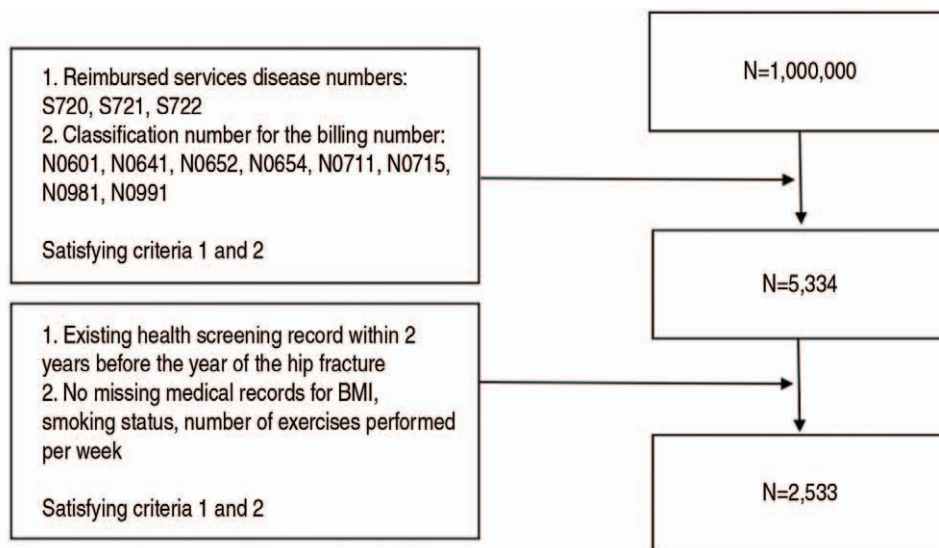 1. Reimbursed services disease numbers:
S720, S721, S722
2. Classification number for the billing number:
N0601, N0641, N0652, N0654, N0711, N0715,
N0981, N0991
Satisfying criteria 1 and 2
N=1,000,000
N=5,334
1. Existing health screening record within 2
years before the year of the hip fracture
2. No missing medical records for BMI,
smoking status, number of exercises performed
per week
Satisfying criteria 1 and 2
N=2,533